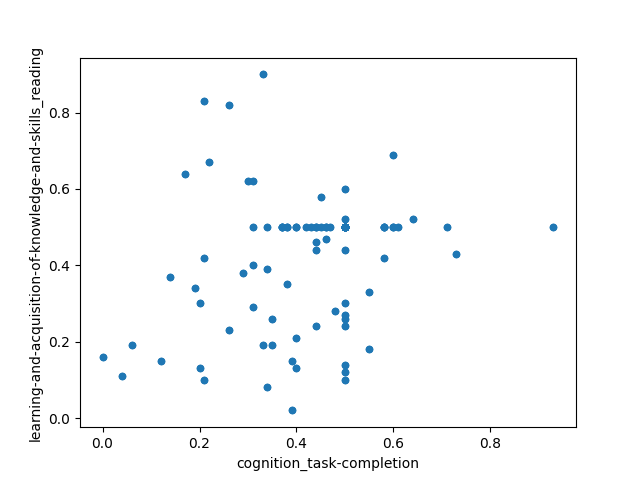 learning-and-acquisition-of-knowledge-and-skills_reading
0.8
0.6
0.4
0.2
0.0
0.0 0.2 0.4 0.6 0.8
cognition_task-completion